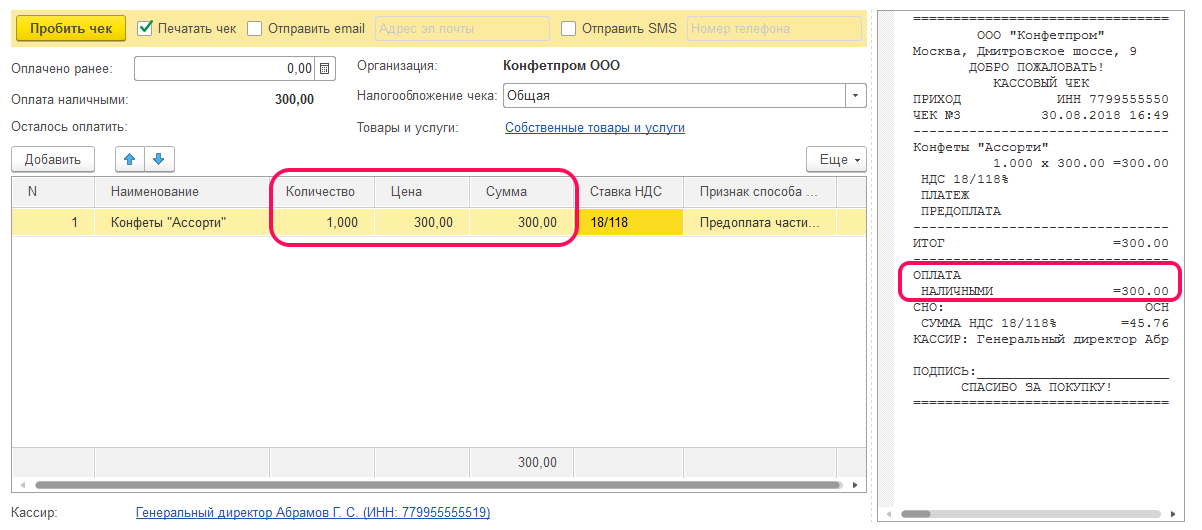 Пробить чек Печатать чек Отправить email Адрес эл.почты Отправить SMS Номер телефона
Оплачено ранее: 0,00 Организация: Конфетпром ООО
Оплата наличными: 300,00 Налогообложение чека: Общая
Осталось оплатить: Товары и услуги: Собственные товары и услуги
Добавить Еще
N Наименование Количество Цена Сумма Ставка НДС Признак способа ...
1 Конфеты "Ассорти" 1,000 300,00 300,00 18/118 Предоплата части...
300,00
Кассир: Генеральный директор Абрамов Г. С. (ИНН: 779955555519)
================================
ООО "Конфетпром"
Москва, Дмитровское шоссе, 9
ДОБРО ПОЖАЛОВАТЬ!
КАССОВЫЙ ЧЕК
ПРИХОД ИНН 7799555550
ЧЕК №3 30.08.2018 16:49
--------------------------------
Конфеты "Ассорти"
1.000 x 300.00 =300.00
НДС 18/118%
ПЛАТЕЖ
ПРЕДОПЛАТА
--------------------------------
ИТОГ =300.00
--------------------------------
ОПЛАТА
НАЛИЧНЫМИ =300.00
СНО: ОСН
СУММА НДС 18/118% =45.76
КАССИР: Генеральный директор Абр
ПОДПИСЬ:________________________
СПАСИБО ЗА ПОКУПКУ!
================================